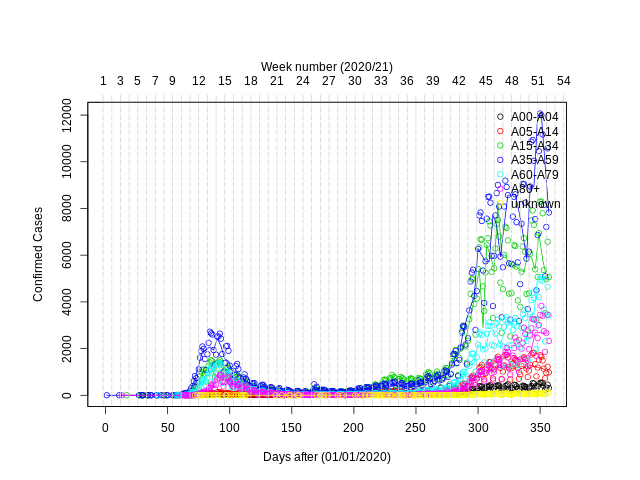 Week number (2020/21)
1 3 5 7 9 12 15 18 21 24 27 30 33 36 39 42 45 48 51 54
12000
10000
8000
6000
4000
2000
0
Confirmed Cases
A00-A04
A05-A14
A15-A34
A35-A59
A60-A79
A80+
unknown
0 50 100 150 200 250 300 350
Days after (01/01/2020)